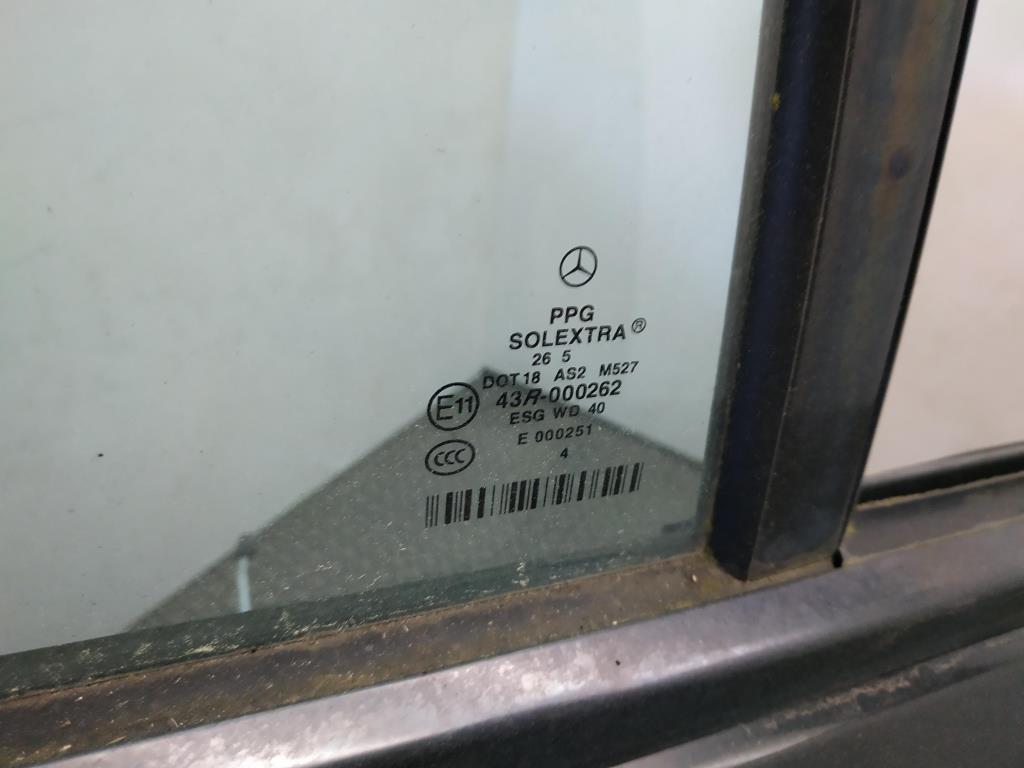 PPG
SOLEXTRA®
26 5
DOT18 AS2 M527
E11 43R-000262
ESG WD 40
CCC E 000251
4